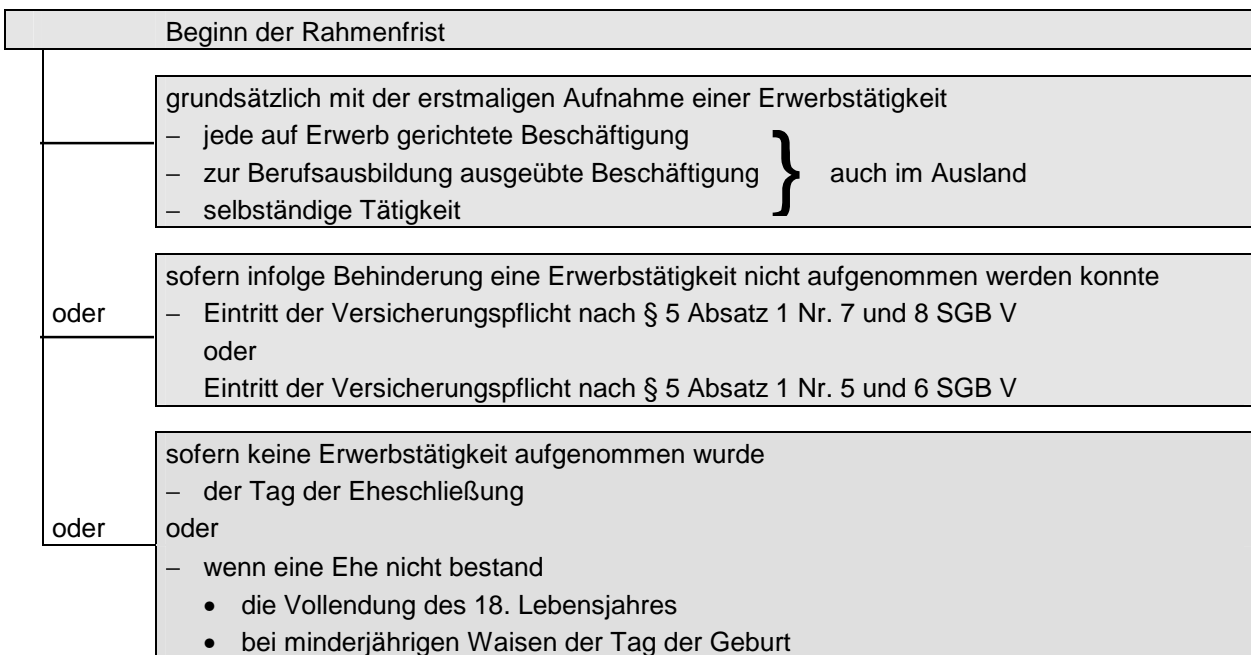 Beginn der Rahmenfrist
grundsätzlich mit der erstmaligen Aufnahme einer Erwerbstätigkeit
– jede auf Erwerb gerichtete Beschäftigung
– zur Berufsausbildung ausgeübte Beschäftigung } auch im Ausland
– selbständige Tätigkeit
sofern infolge Behinderung eine Erwerbstätigkeit nicht aufgenommen werden konnte
oder – Eintritt der Versicherungspflicht nach § 5 Absatz 1 Nr. 7 und 8 SGB V
oder
Eintritt der Versicherungspflicht nach § 5 Absatz 1 Nr. 5 und 6 SGB V
sofern keine Erwerbstätigkeit aufgenommen wurde
– der Tag der Eheschließung
oder oder
– wenn eine Ehe nicht bestand
• die Vollendung des 18. Lebensjahres
• bei minderjährigen Waisen der Tag der Geburt